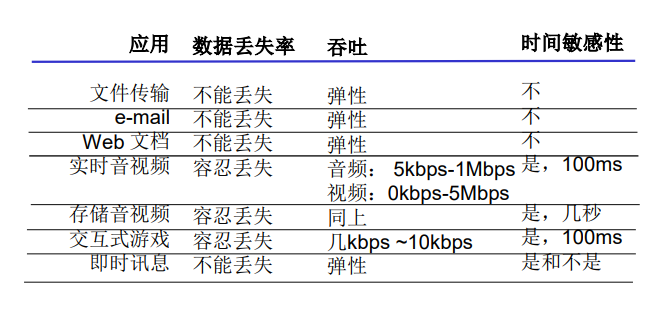 应用 数据丢失率 吞吐 时间敏感性
文件传输 不能丢失 弹性 不
e-mail 不能丢失 弹性 不
Web 文档 不能丢失 弹性 不
实时音视频 容忍丢失 音频： 5kbps-1Mbps 是，100ms
视频：0kbps-5Mbps
存储音视频 容忍丢失 同上 是，几秒
交互式游戏 容忍丢失 几kbps ~10kbps 是，100ms
即时讯息 不能丢失 弹性 是和不是